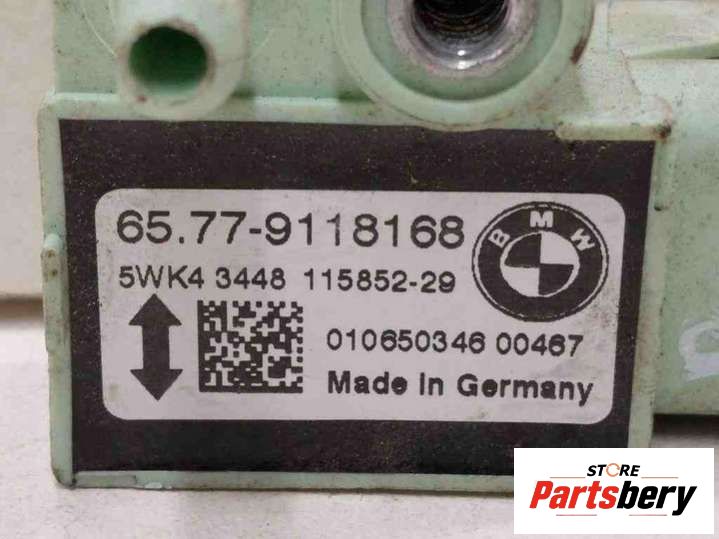 65.77-9118168
BMW
5WK4 3448 115852-29
010650346 00467
Made in Germany
STORE
Partsbery